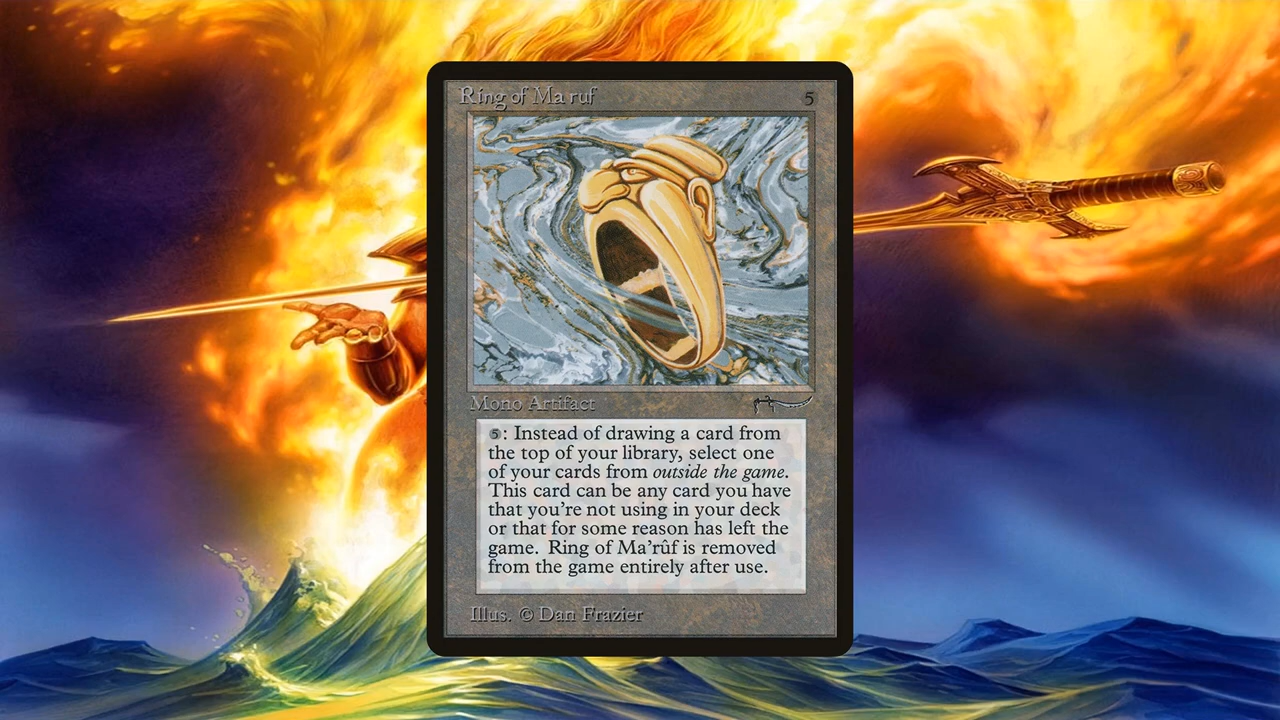 Ring of Ma ruf
5
Mono Artifact
5: Instead of drawing a card from
the top of your library, select one
of your cards from outside the game.
This card can be any card you have
that you're not using in your deck
or that for some reason has left the
game. Ring of Ma'rûf is removed
from the game entirely after use.
Illus. © Dan Frazier